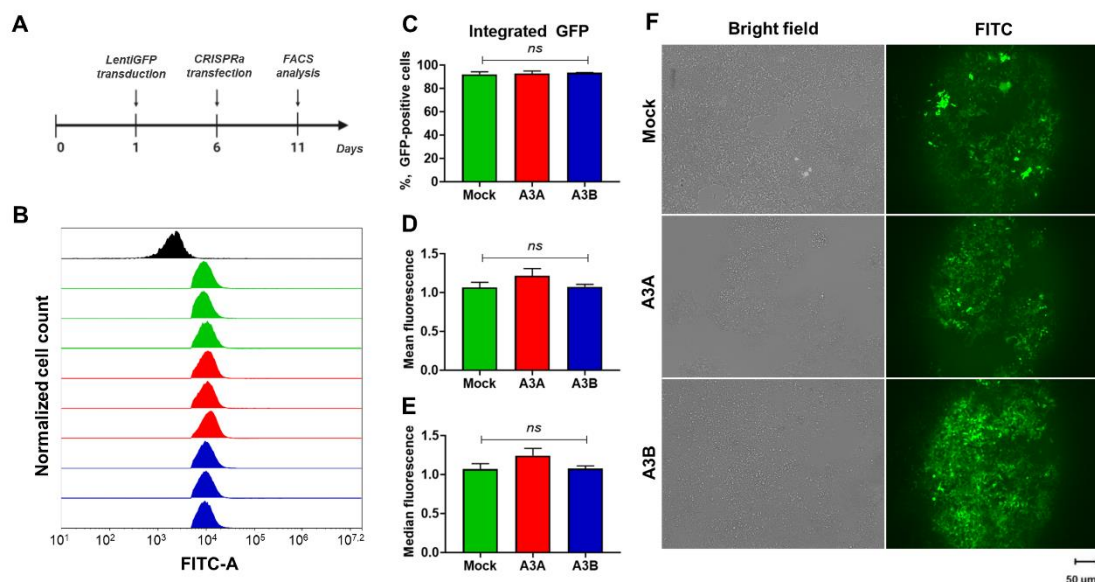 A
LentiGFP
transduction
CRISPRa
transfection
FACS
analysis
0
1
6
11
Days
B
Normalized cell count
10¹
10²
10³
10⁴
10⁵
10⁶
10⁷·²
FITC-A
C
Integrated GFP
ns
%, GFP-positive cells
100
80
60
40
20
0
Mock
A3A
A3B
D
ns
Mean fluorescence
1.5
1.0
0.5
0.0
Mock
A3A
A3B
E
ns
Median fluorescence
1.5
1.0
0.5
0.0
Mock
A3A
A3B
F
Bright field
FITC
Mock
A3A
A3B
50 µm